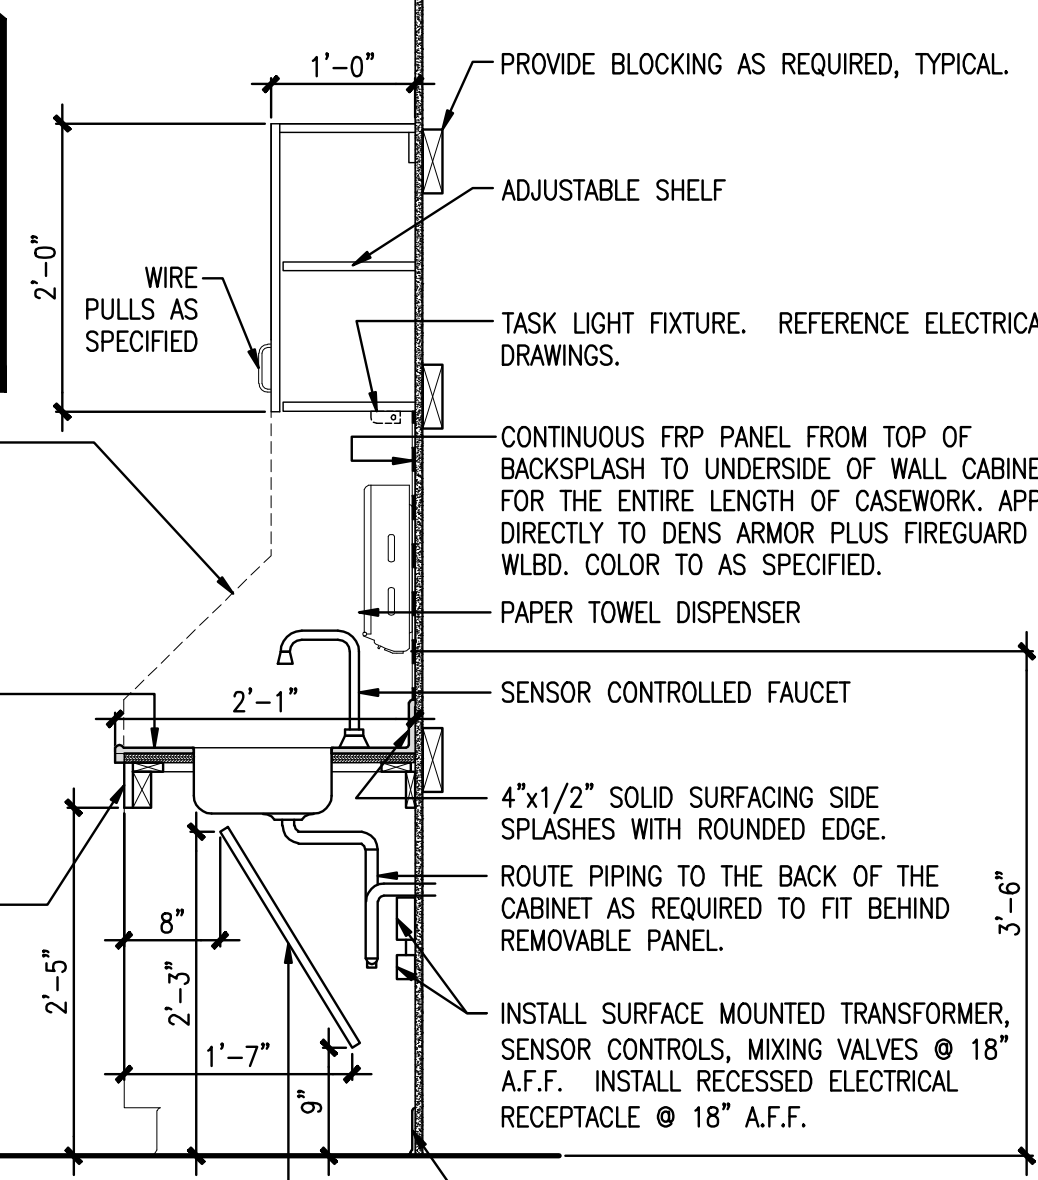 1'-0"
PROVIDE BLOCKING AS REQUIRED, TYPICAL.
ADJUSTABLE SHELF
2'-0"
WIRE
PULLS AS
SPECIFIED
TASK LIGHT FIXTURE. REFERENCE ELECTRICA
DRAWINGS.
CONTINUOUS FRP PANEL FROM TOP OF
BACKSPLASH TO UNDERSIDE OF WALL CABINE
FOR THE ENTIRE LENGTH OF CASEWORK. APP
DIRECTLY TO DENS ARMOR PLUS FIREGUARD
WLBD. COLOR TO AS SPECIFIED.
PAPER TOWEL DISPENSER
SENSOR CONTROLLED FAUCET
2'-1"
4"x1/2" SOLID SURFACING SIDE
SPLASHES WITH ROUNDED EDGE.
ROUTE PIPING TO THE BACK OF THE
CABINET AS REQUIRED TO FIT BEHIND
REMOVABLE PANEL.
3'-6"
8"
2'-5"
2'-3"
1'-7"
9"
INSTALL SURFACE MOUNTED TRANSFORMER,
SENSOR CONTROLS, MIXING VALVES @ 18"
A.F.F. INSTALL RECESSED ELECTRICAL
RECEPTACLE @ 18" A.F.F.